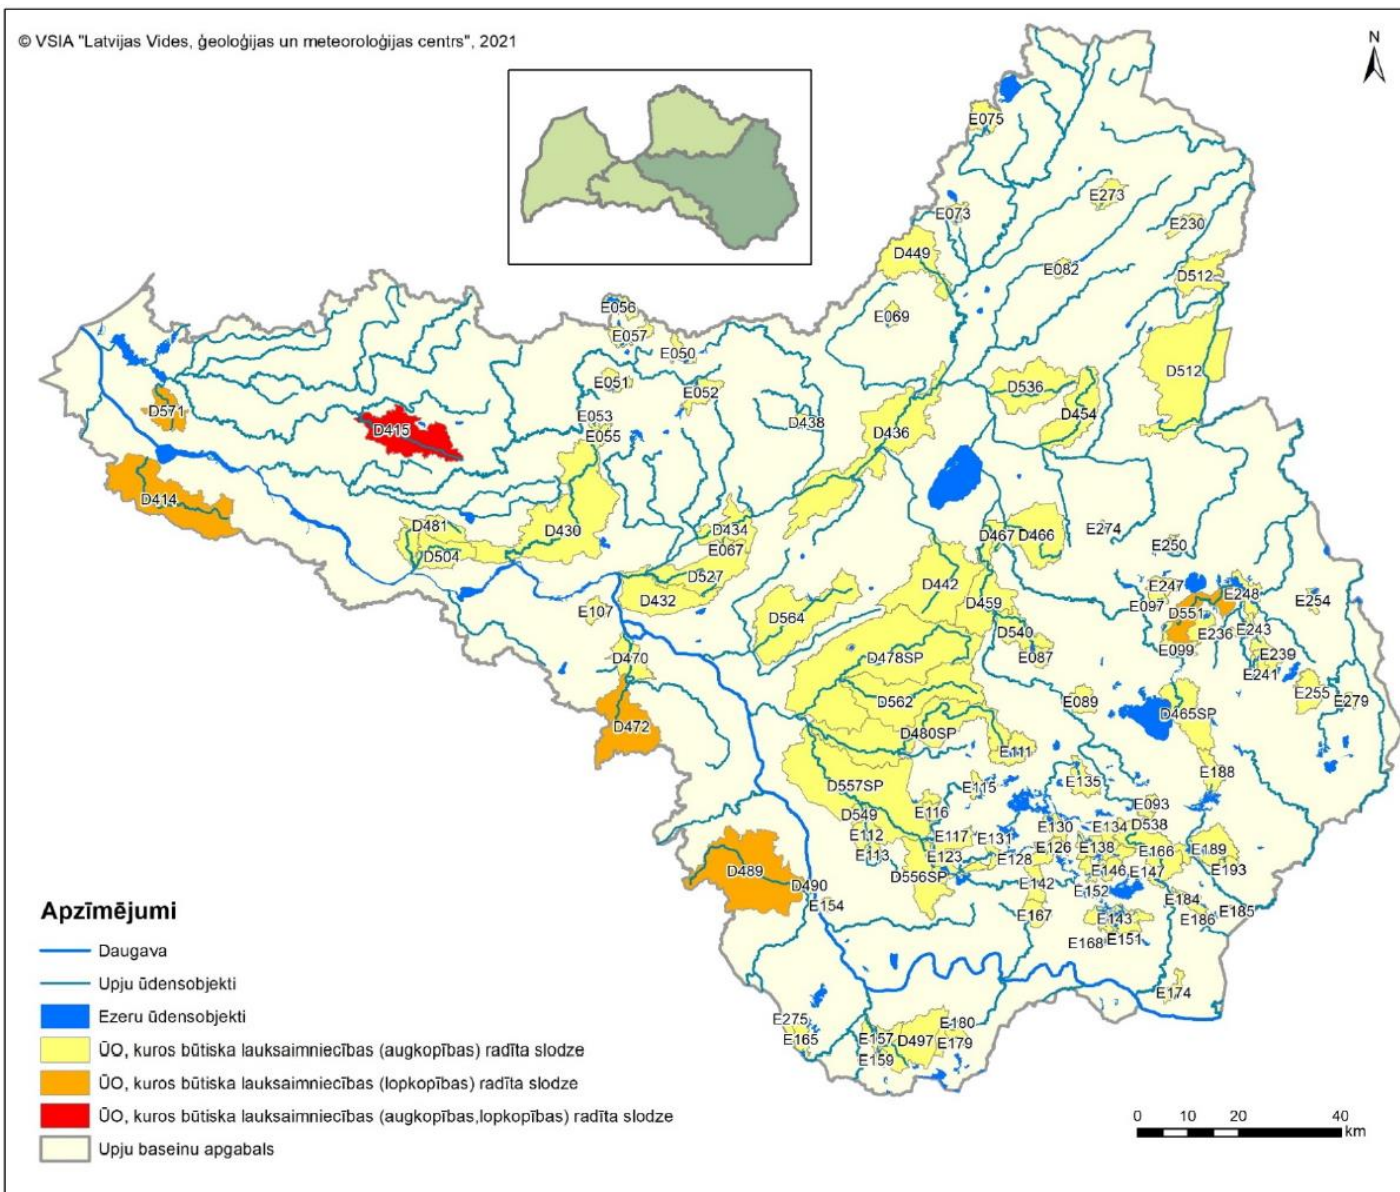 © VSIA "Latvijas Vides, ģeoloģijas un meteoroloģijas centrs", 2021
N
E075
E273
E073
E230
D449
E082
D512
E056
E069
E057
E050
D512
E051
D536
E052
D571
E053
D454
D415
D438
E055
D436
D414
D481
D430
D434
D467 D466
E274
D504
E067
E250
D527
D442
E247
E248
D432
D459
E097
E254
E107
D551
D564
D540
E236
E243
D470
D478SP
E087
E099
E239
E241
D562
E089
E255
E279
D472
D465SP
D480SP
E111
E188
D557SP
E115
E135
D549
E116
E093
E112
E117
E131
E130
E134
D538
E113
E123
E128
E126
E138
E166
E189
D489
D556SP
E146
E147
E193
D490
E142
E152
E154
E184
E167
E143
E186
E185
E168
E151
E174
E275
E180
E165
E157
D497
E179
E159
Apzīmējumi
Daugava
Upju ūdensobjekti
Ezeru ūdensobjekti
ŪO, kuros būtiska lauksaimniecības (augkopības) radīta slodze
ŪO, kuros būtiska lauksaimniecības (lopkopības) radīta slodze
ŪO, kuros būtiska lauksaimniecības (augkopības,lopkopības) radīta slodze
Upju baseinu apgabals
0 10 20 40
km